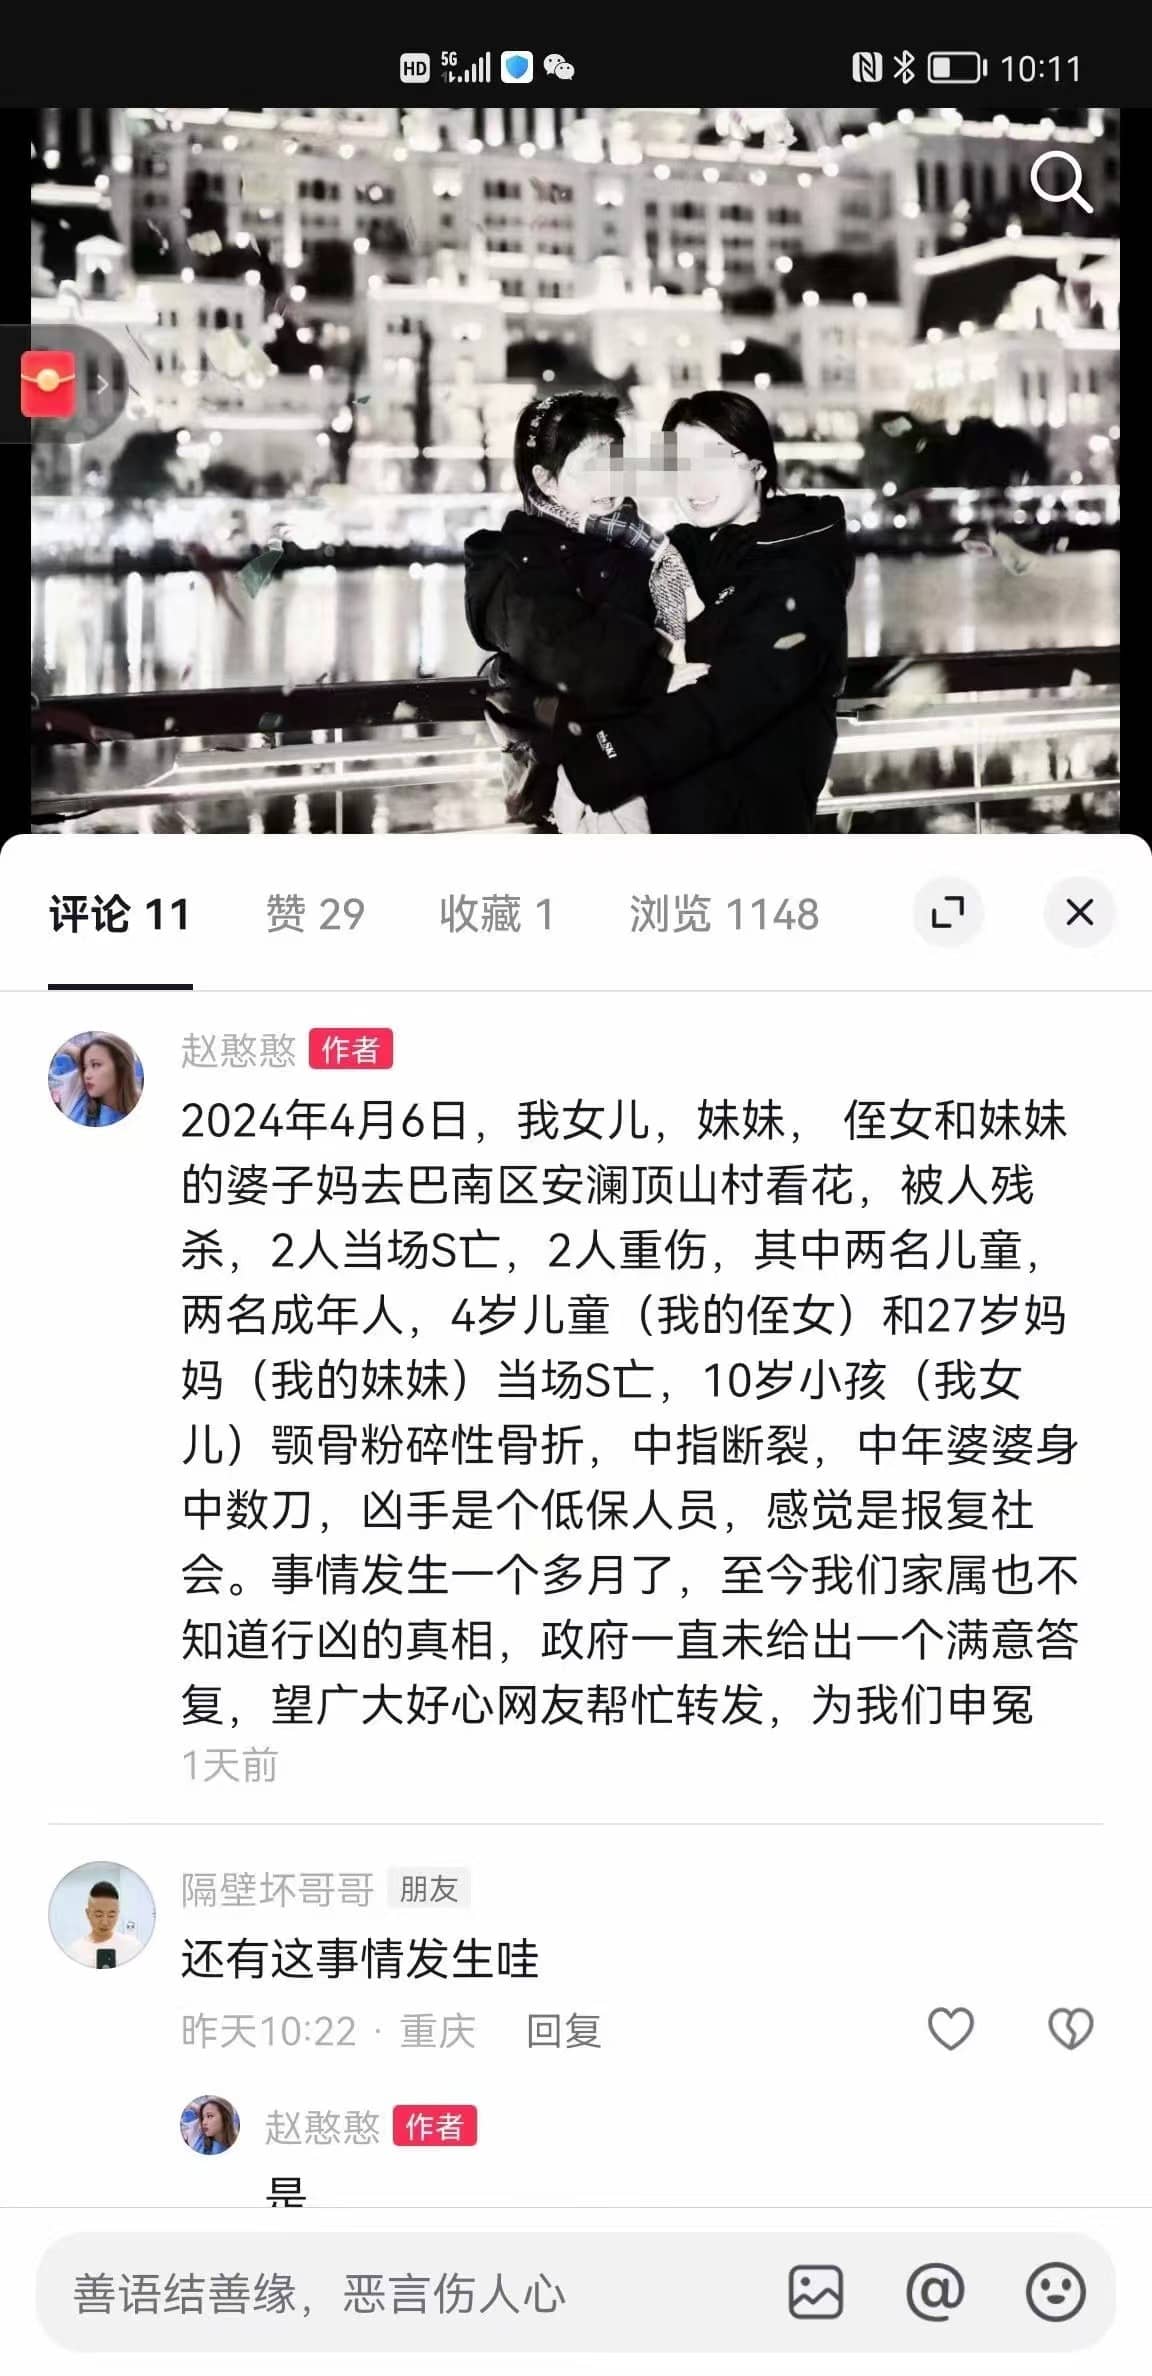 HD 5G 10:11
评论 11 赞 29 收藏 1 浏览 1148
赵憨憨 作者
2024年4月6日，我女儿，妹妹， 侄女和妹妹
的婆子妈去巴南区安澜顶山村看花，被人残
杀，2人当场S亡，2人重伤，其中两名儿童，
两名成年人，4岁儿童（我的侄女）和27岁妈
妈（我的妹妹）当场S亡，10岁小孩（我女
儿）颚骨粉碎性骨折，中指断裂，中年婆婆身
中数刀，凶手是个低保人员，感觉是报复社
会。事情发生一个多月了，至今我们家属也不
知道行凶的真相，政府一直未给出一个满意答
复，望广大好心网友帮忙转发，为我们申冤
1天前
隔壁坏哥哥 朋友
还有这事情发生哇
昨天10:22 · 重庆 回复
赵憨憨 作者
是
善语结善缘，恶言伤人心